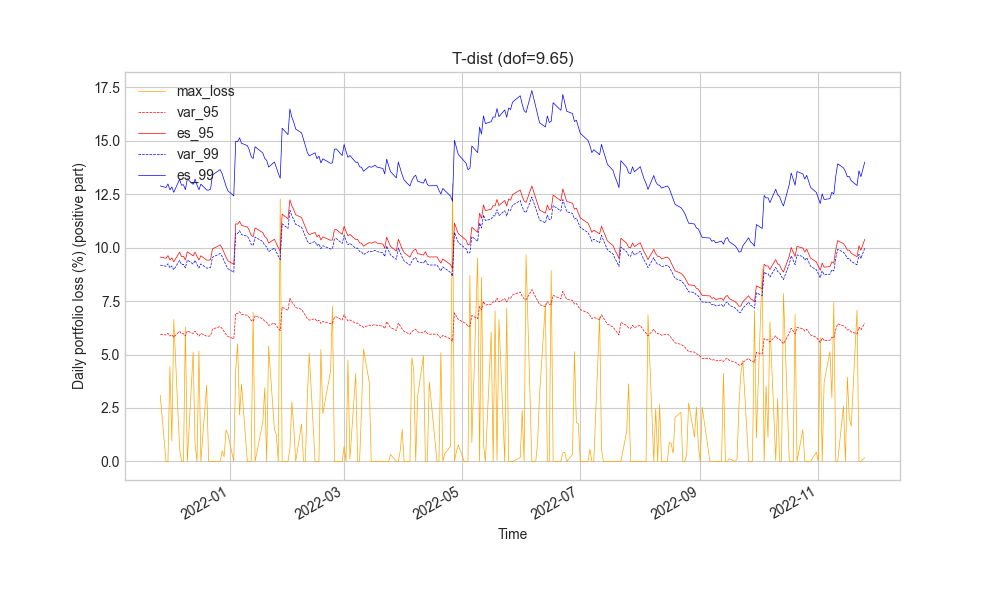 T-dist (dof=9.65)
17.5
15.0
12.5
10.0
7.5
5.0
2.5
0.0
Daily portfolio loss (%) (positive part)
max_loss
var_95
es_95
var_99
es_99
2022-01
2022-03
2022-05
2022-07
2022-09
2022-11
Time